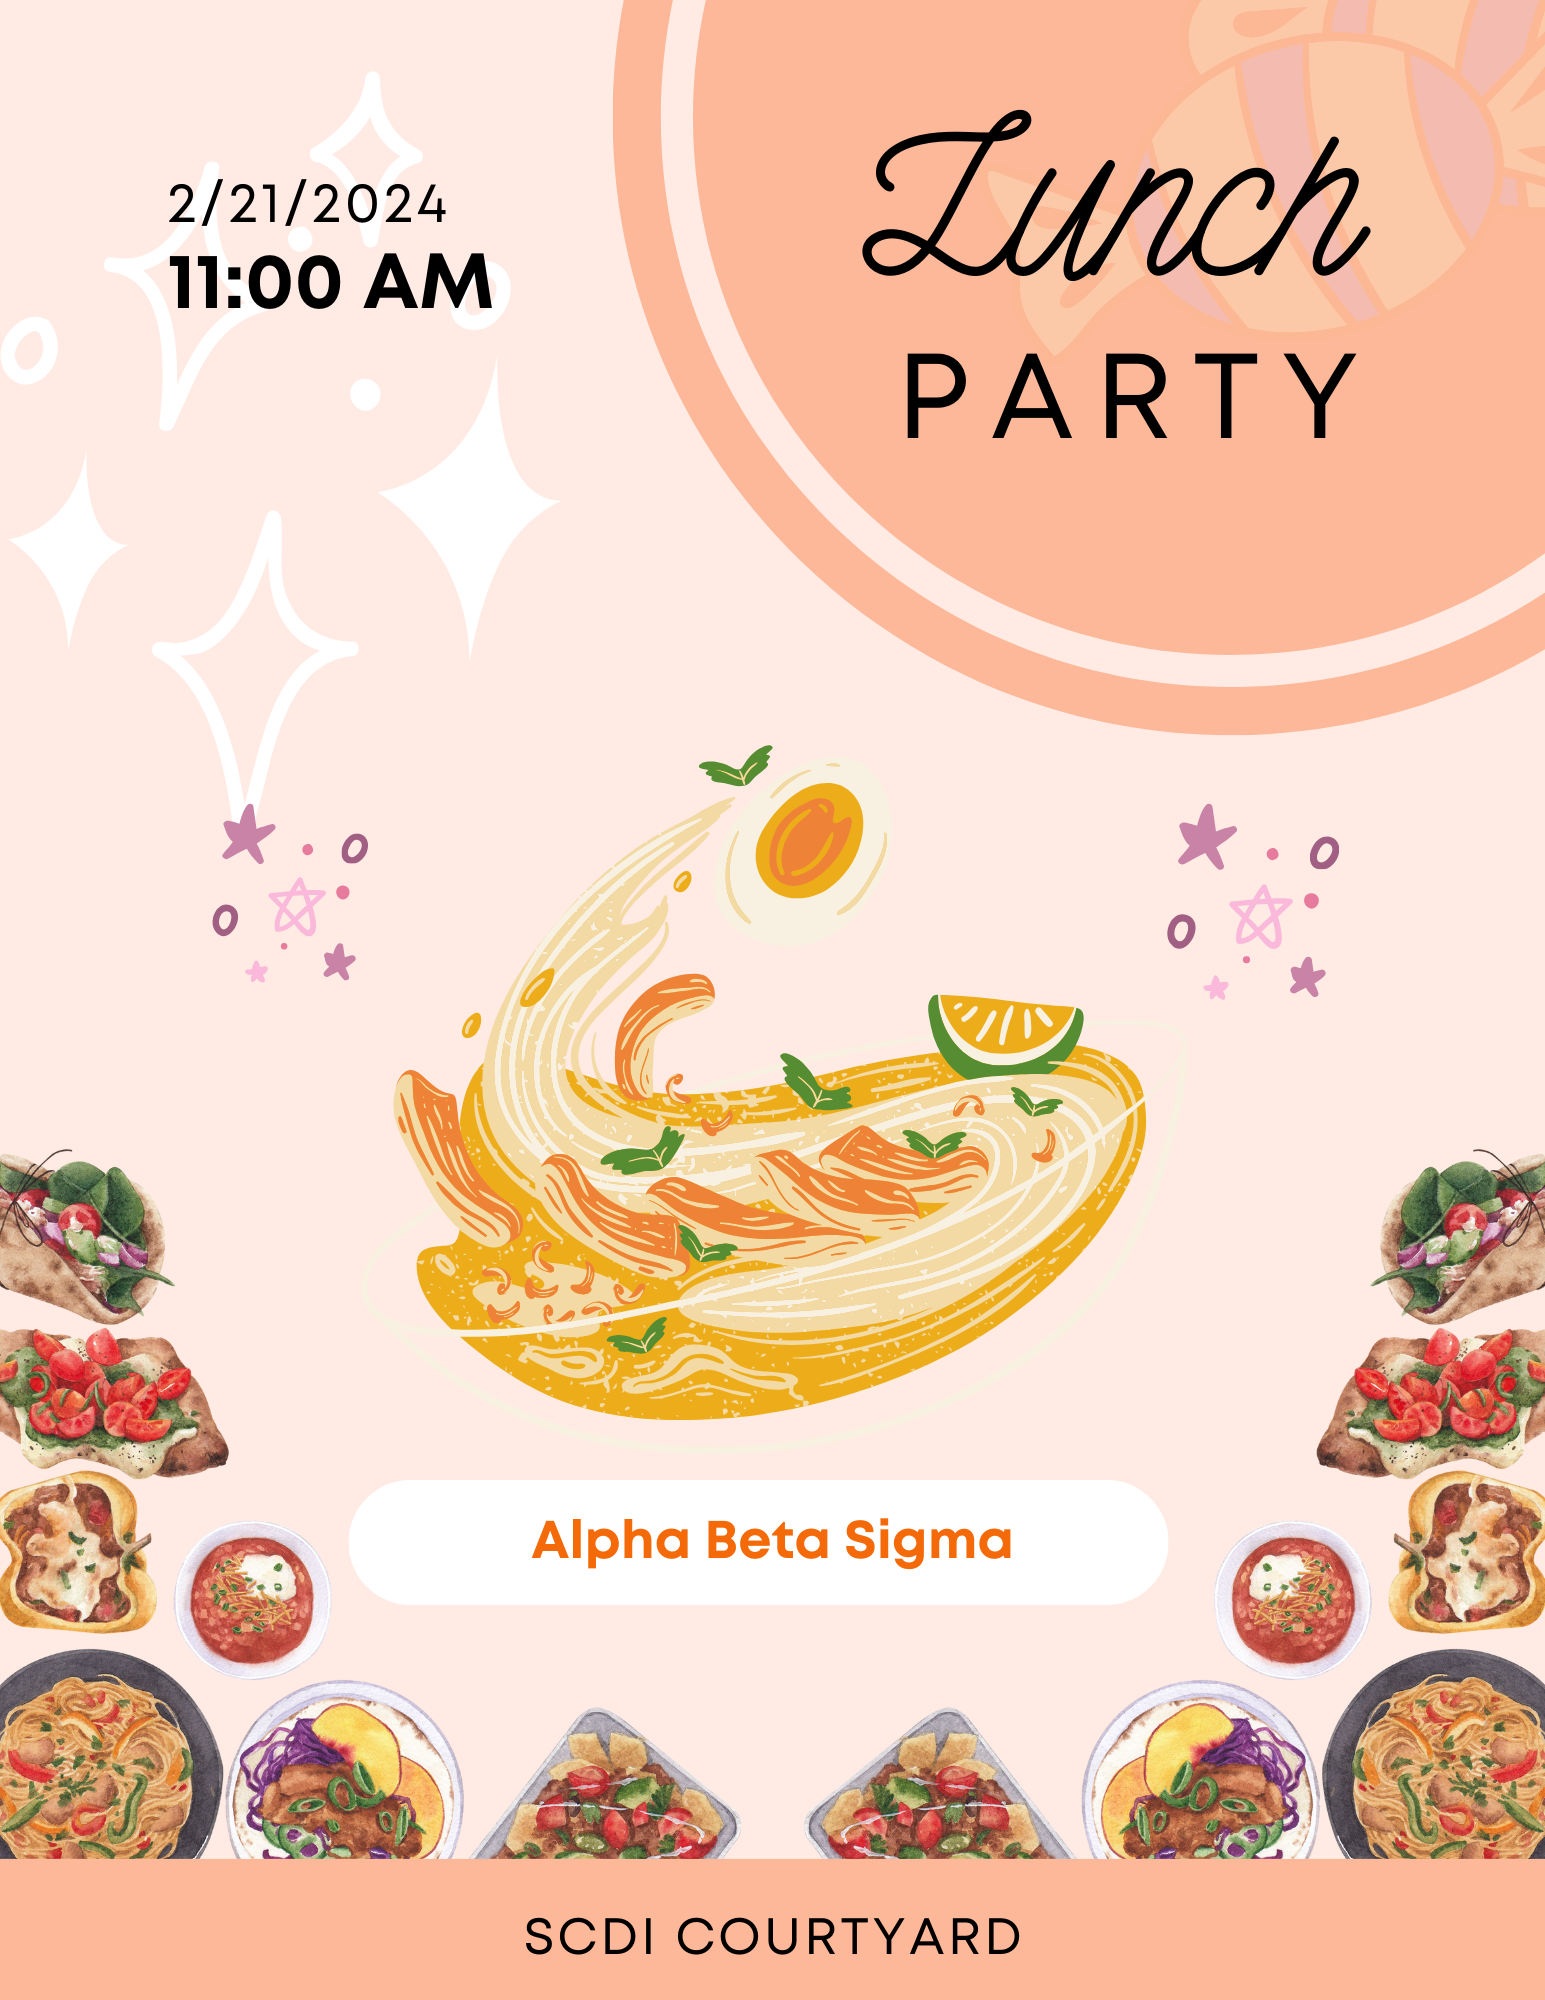 2/21/2024
11:00 AM
Lunch
PARTY
Alpha Beta Sigma
SCDI COURTYARD